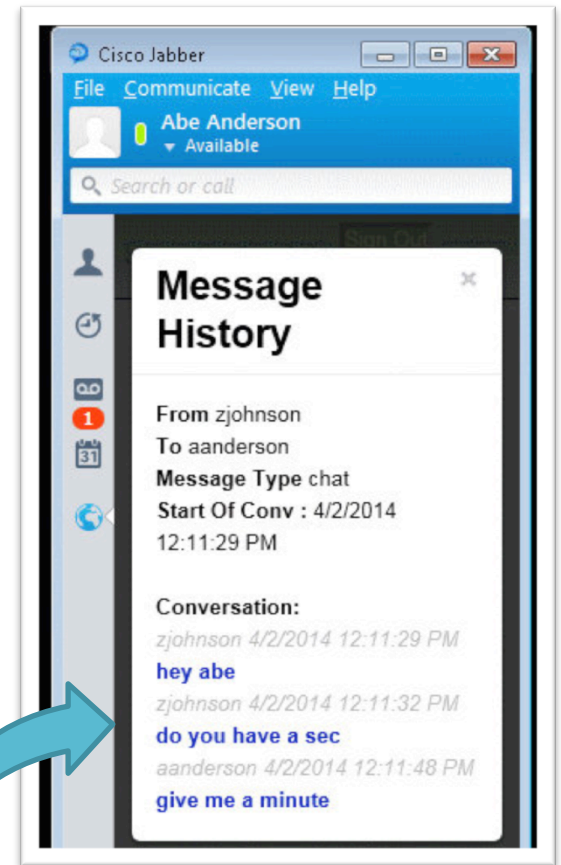 Cisco Jabber
File Communicate View Help
Abe Anderson
Available
Search or call
Sign Out
Message
History
1
31
From zjohnson
To aanderson
Message Type chat
Start Of Conv : 4/2/2014
12:11:29 PM
Conversation:
zjohnson 4/2/2014 12:11:29 PM
hey abe
zjohnson 4/2/2014 12:11:32 PM
do you have a sec
aanderson 4/2/2014 12:11:48 PM
give me a minute